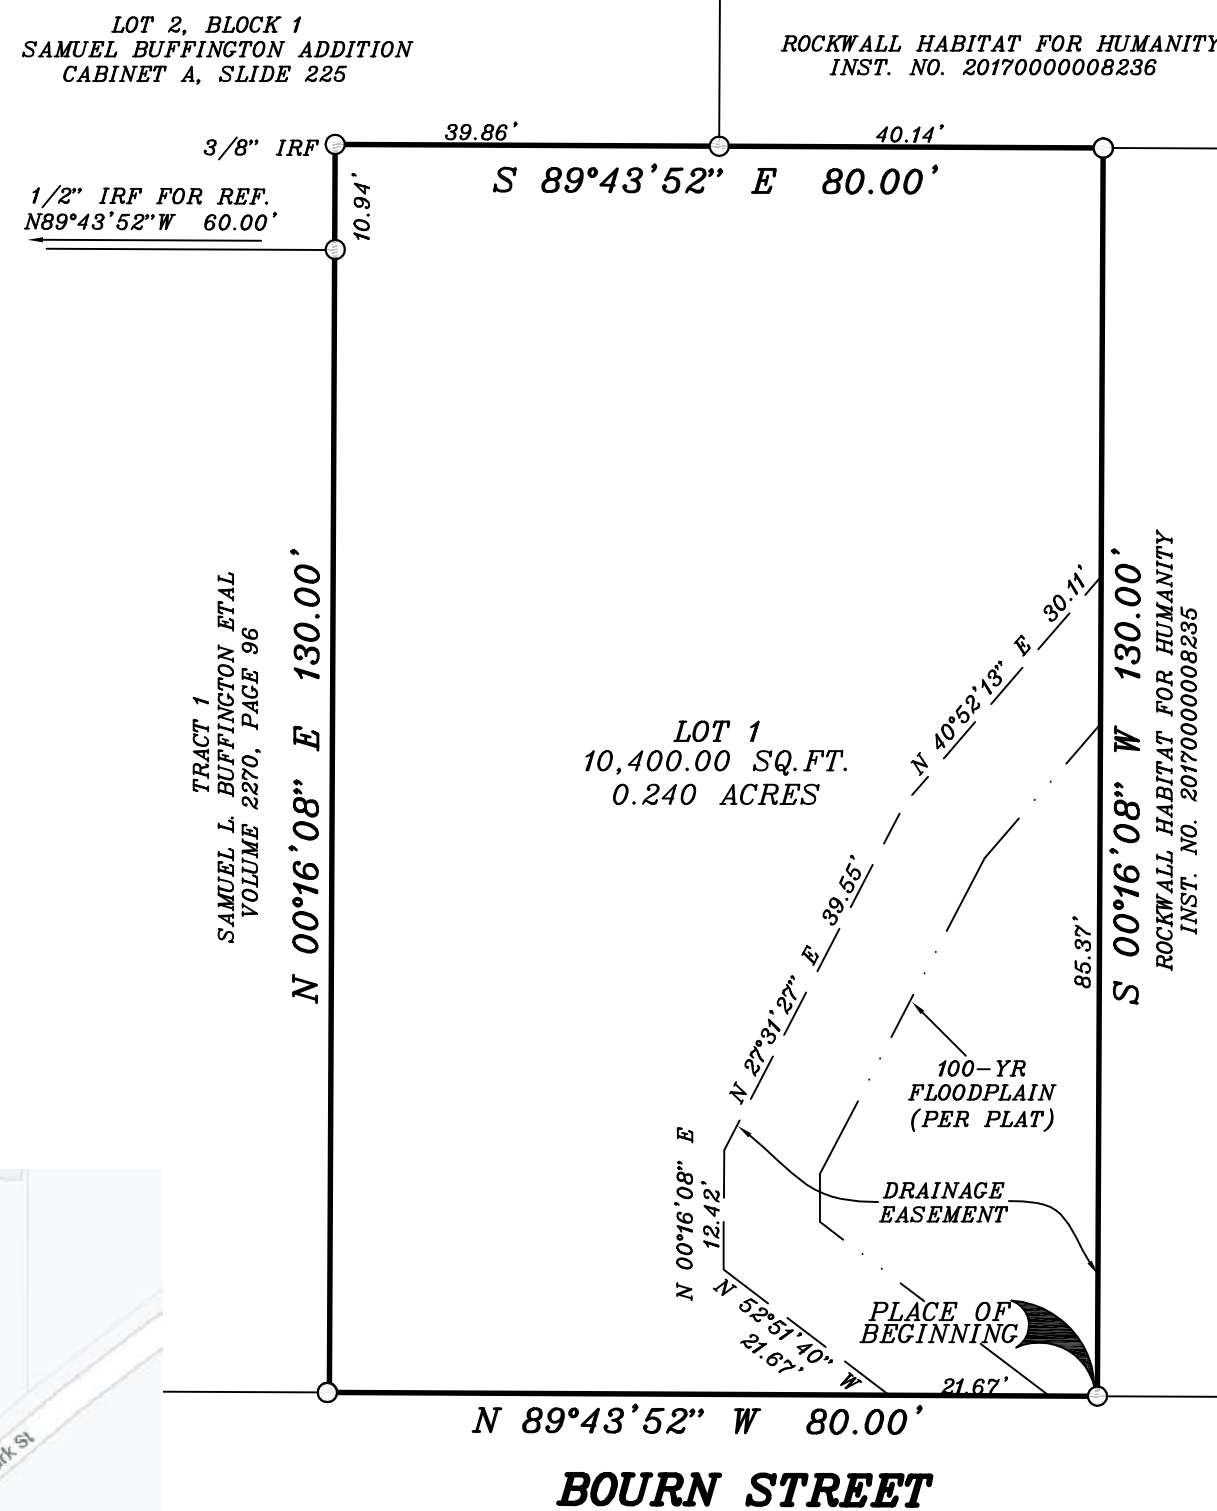 LOT 2, BLOCK 1
SAMUEL BUFFINGTON ADDITION
CABINET A, SLIDE 225
ROCKWALL HABITAT FOR HUMANITY
INST. NO. 20170000008236
3/8" IRF
39.86'
40.14'
S 89°43'52" E 80.00'
1/2" IRF FOR REF.
N89°43'52"W 60.00'
10.94'
TRACT 1
SAMUEL L. BUFFINGTON ETAL
VOLUME 2270, PAGE 96
N 00°16'08" E 130.00'
LOT 1
10,400.00 SQ.FT.
0.240 ACRES
N 40°52'13" E 30.11'
N 27°31'27" E 39.55'
S 00°16'08" W 130.00'
ROCKWALL HABITAT FOR HUMANITY
INST. NO. 20170000008235
85.37'
100-YR
FLOODPLAIN
(PER PLAT)
N 00°16'08" E
12.42'
DRAINAGE
EASEMENT
N 52°51'40" W
21.67'
PLACE OF
BEGINNING
21.67'
N 89°43'52" W 80.00'
BOURN STREET
St